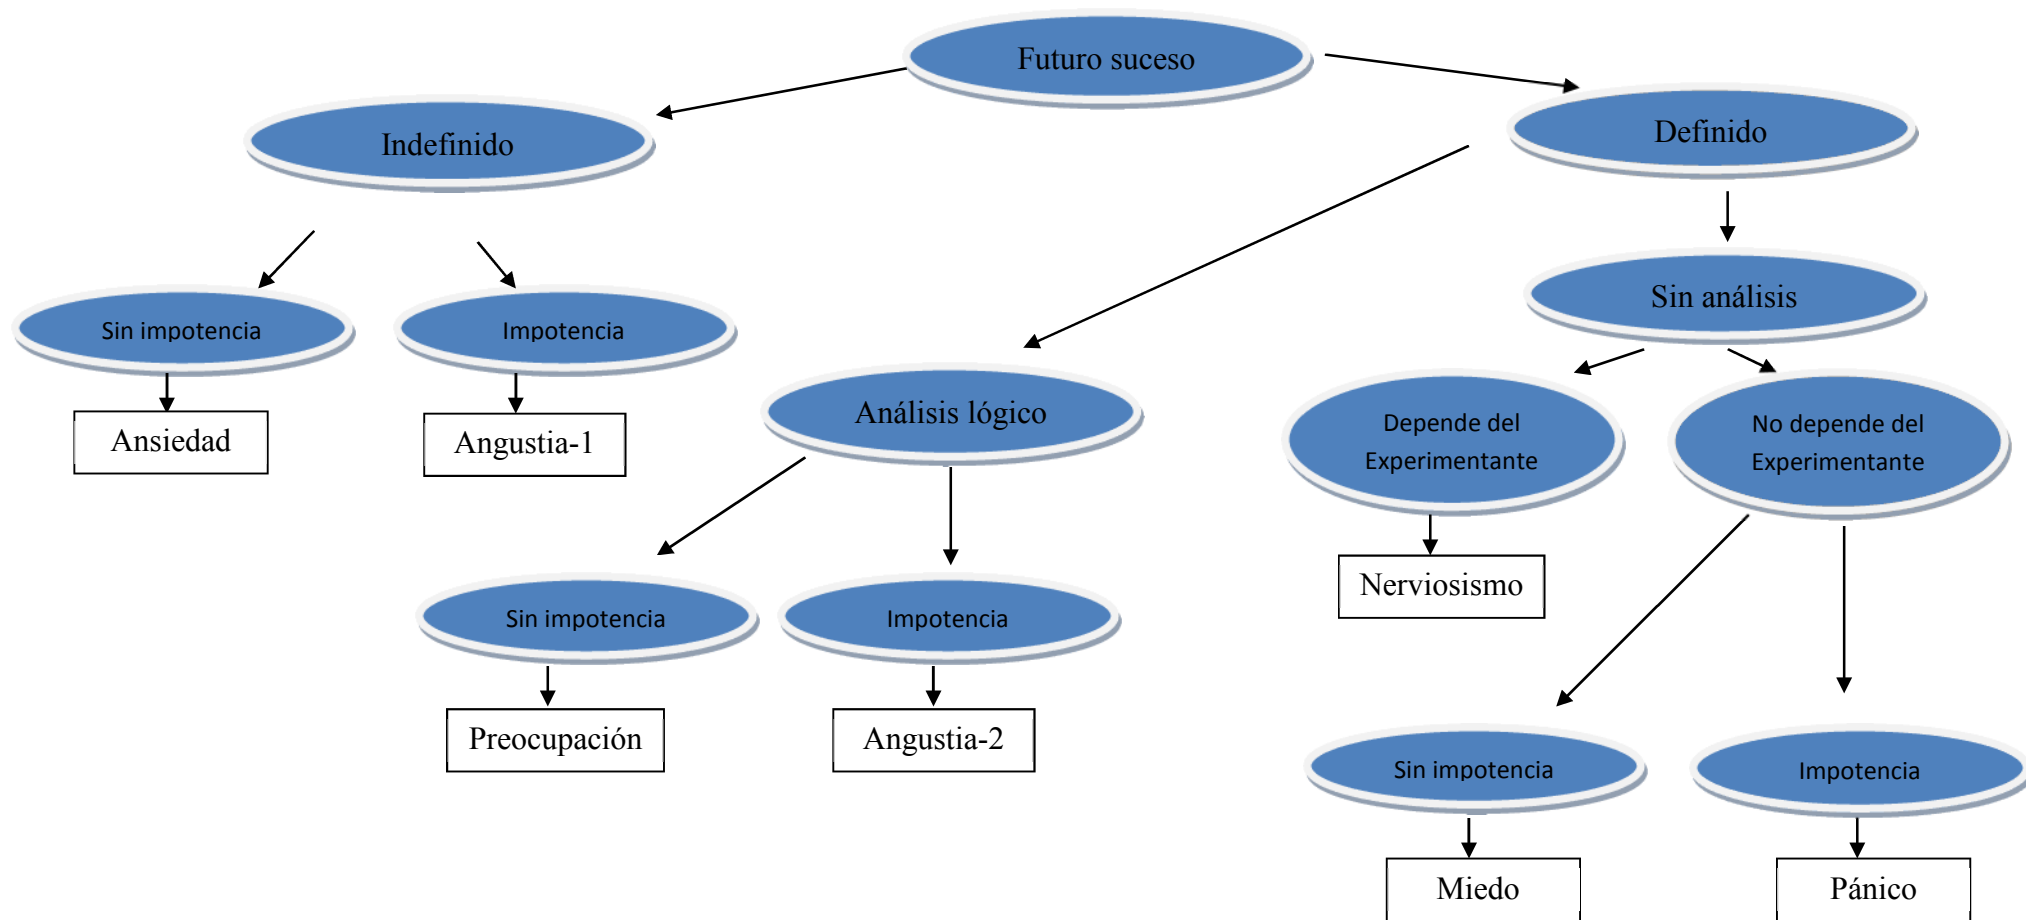 Futuro suceso
Indefinido
Definido
Sin impotencia
Impotencia
Ansiedad
Angustia-1
Análisis lógico
Sin análisis
Depende del
Experimentante
No depende del
Experimentante
Sin impotencia
Impotencia
Preocupación
Angustia-2
Nerviosismo
Sin impotencia
Impotencia
Miedo
Pánico